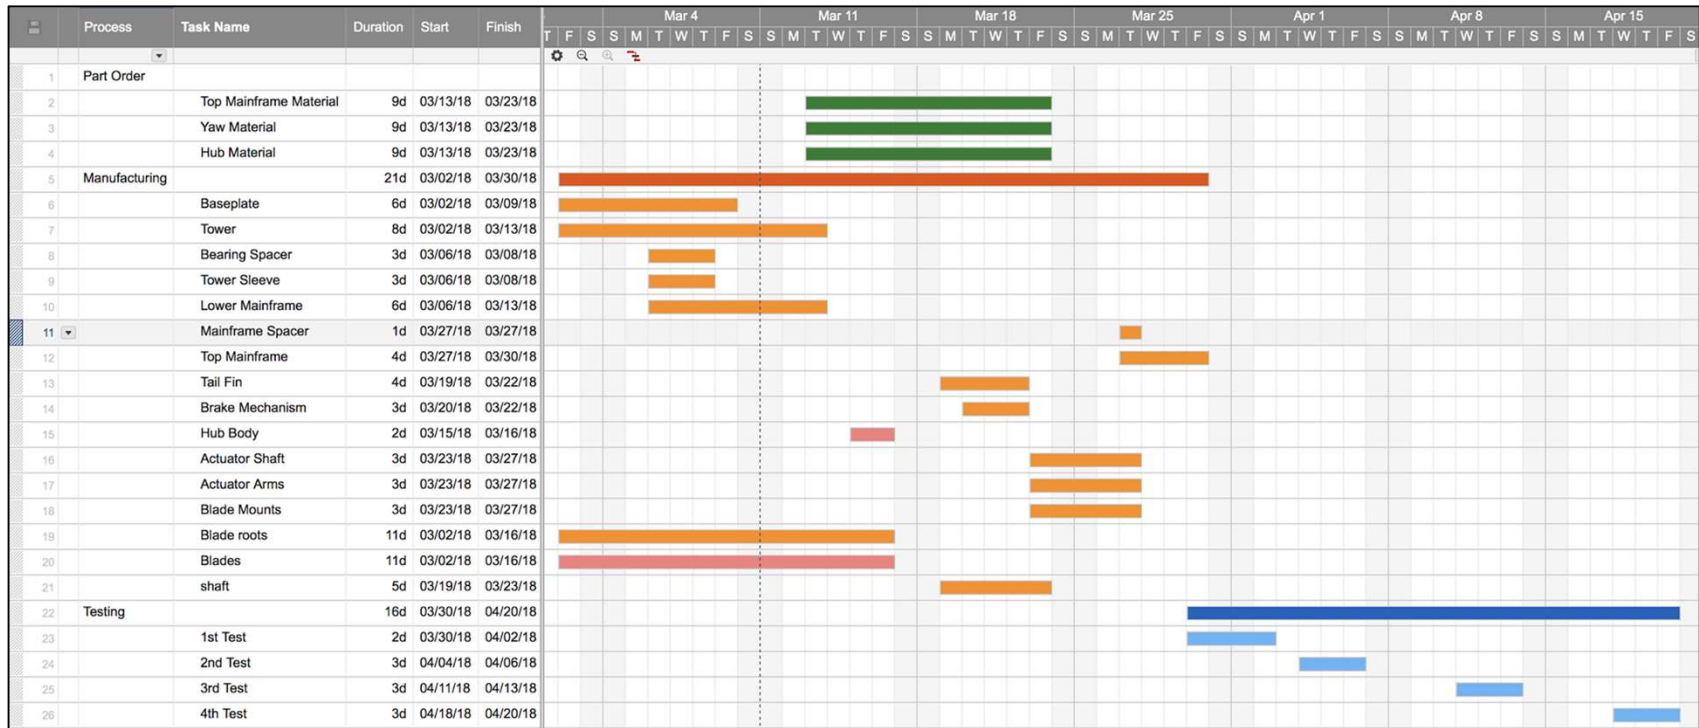 Process Task Name Duration Start Finish Mar 4 Mar 11 Mar 18 Mar 25 Apr 1 Apr 8 Apr 15
T F S S M T W T F S S M T W T F S S M T W T F S S M T W T F S S M T W T F S S M T W T F S S M T W T F S
1 Part Order
2 Top Mainframe Material 9d 03/13/18 03/23/18
3 Yaw Material 9d 03/13/18 03/23/18
4 Hub Material 9d 03/13/18 03/23/18
5 Manufacturing 21d 03/02/18 03/30/18
6 Baseplate 6d 03/02/18 03/09/18
7 Tower 8d 03/02/18 03/13/18
8 Bearing Spacer 3d 03/06/18 03/08/18
9 Tower Sleeve 3d 03/06/18 03/08/18
10 Lower Mainframe 6d 03/06/18 03/13/18
11 Mainframe Spacer 1d 03/27/18 03/27/18
12 Top Mainframe 4d 03/27/18 03/30/18
13 Tail Fin 4d 03/19/18 03/22/18
14 Brake Mechanism 3d 03/20/18 03/22/18
15 Hub Body 2d 03/15/18 03/16/18
16 Actuator Shaft 3d 03/23/18 03/27/18
17 Actuator Arms 3d 03/23/18 03/27/18
18 Blade Mounts 3d 03/23/18 03/27/18
19 Blade roots 11d 03/02/18 03/16/18
20 Blades 11d 03/02/18 03/16/18
21 shaft 5d 03/19/18 03/23/18
22 Testing 16d 03/30/18 04/20/18
23 1st Test 2d 03/30/18 04/02/18
24 2nd Test 3d 04/04/18 04/06/18
25 3rd Test 3d 04/11/18 04/13/18
26 4th Test 3d 04/18/18 04/20/18